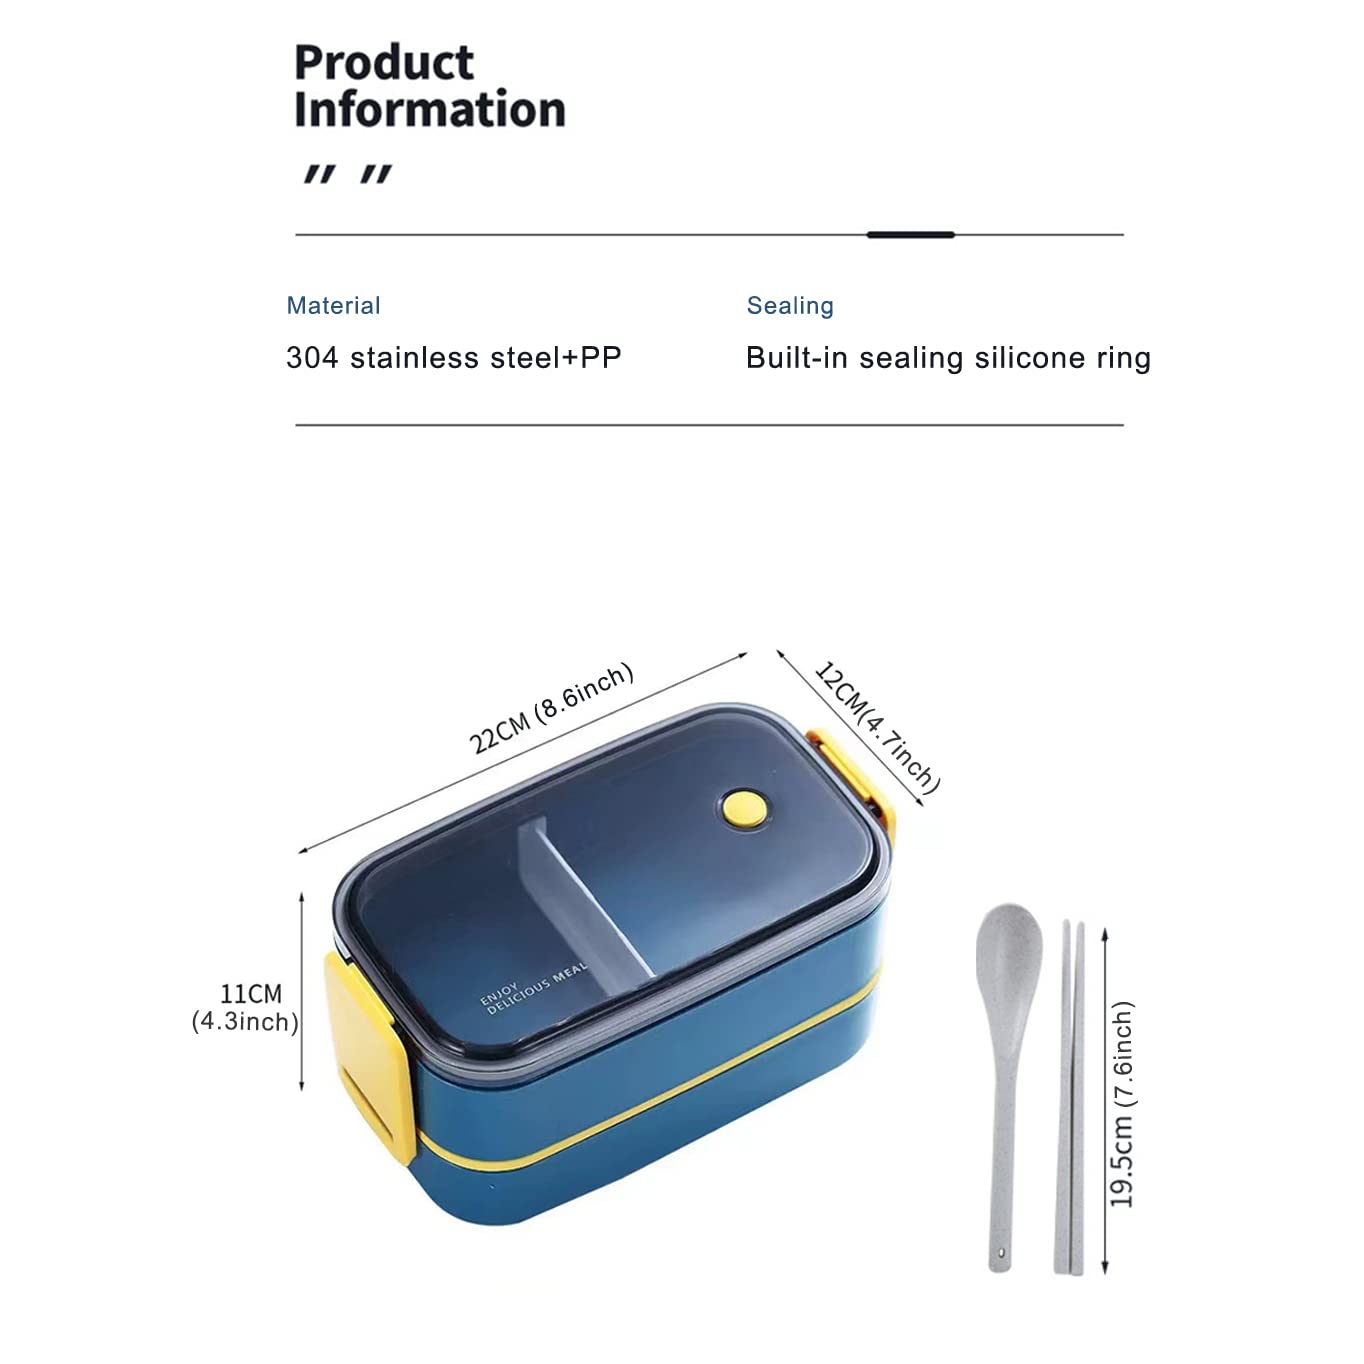 Product
Information
Material
Sealing
304 stainless steel+PP
Built-in sealing silicone ring
22CM (8.6inch)
12CM(4.7inch)
11CM
(4.3inch)
ENJOY
DELICIOUS MEAL
19.5cm (7.6inch)